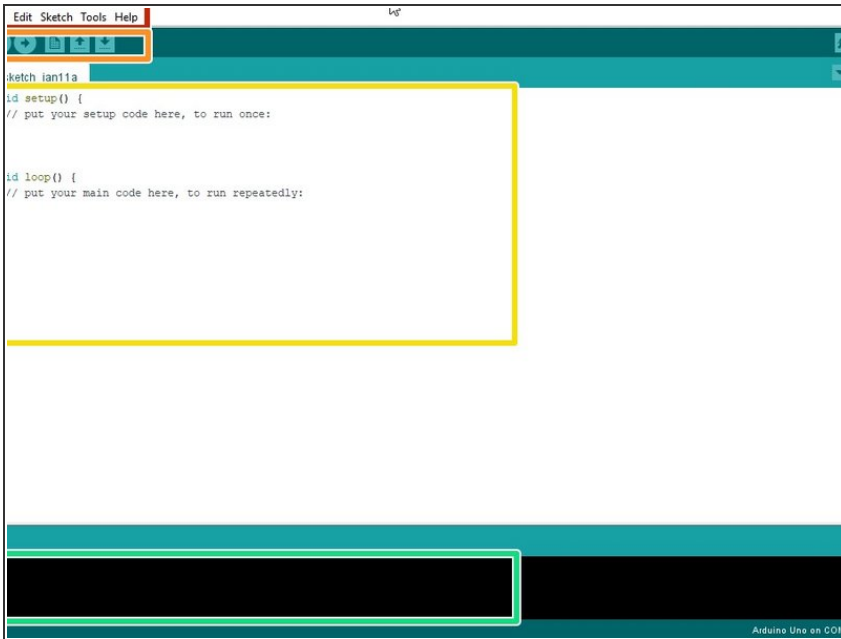 Edit Sketch Tools Help
sketch_jan11a
id setup() {
// put your setup code here, to run once:
id loop() {
// put your main code here, to run repeatedly:
Arduino Uno on COM